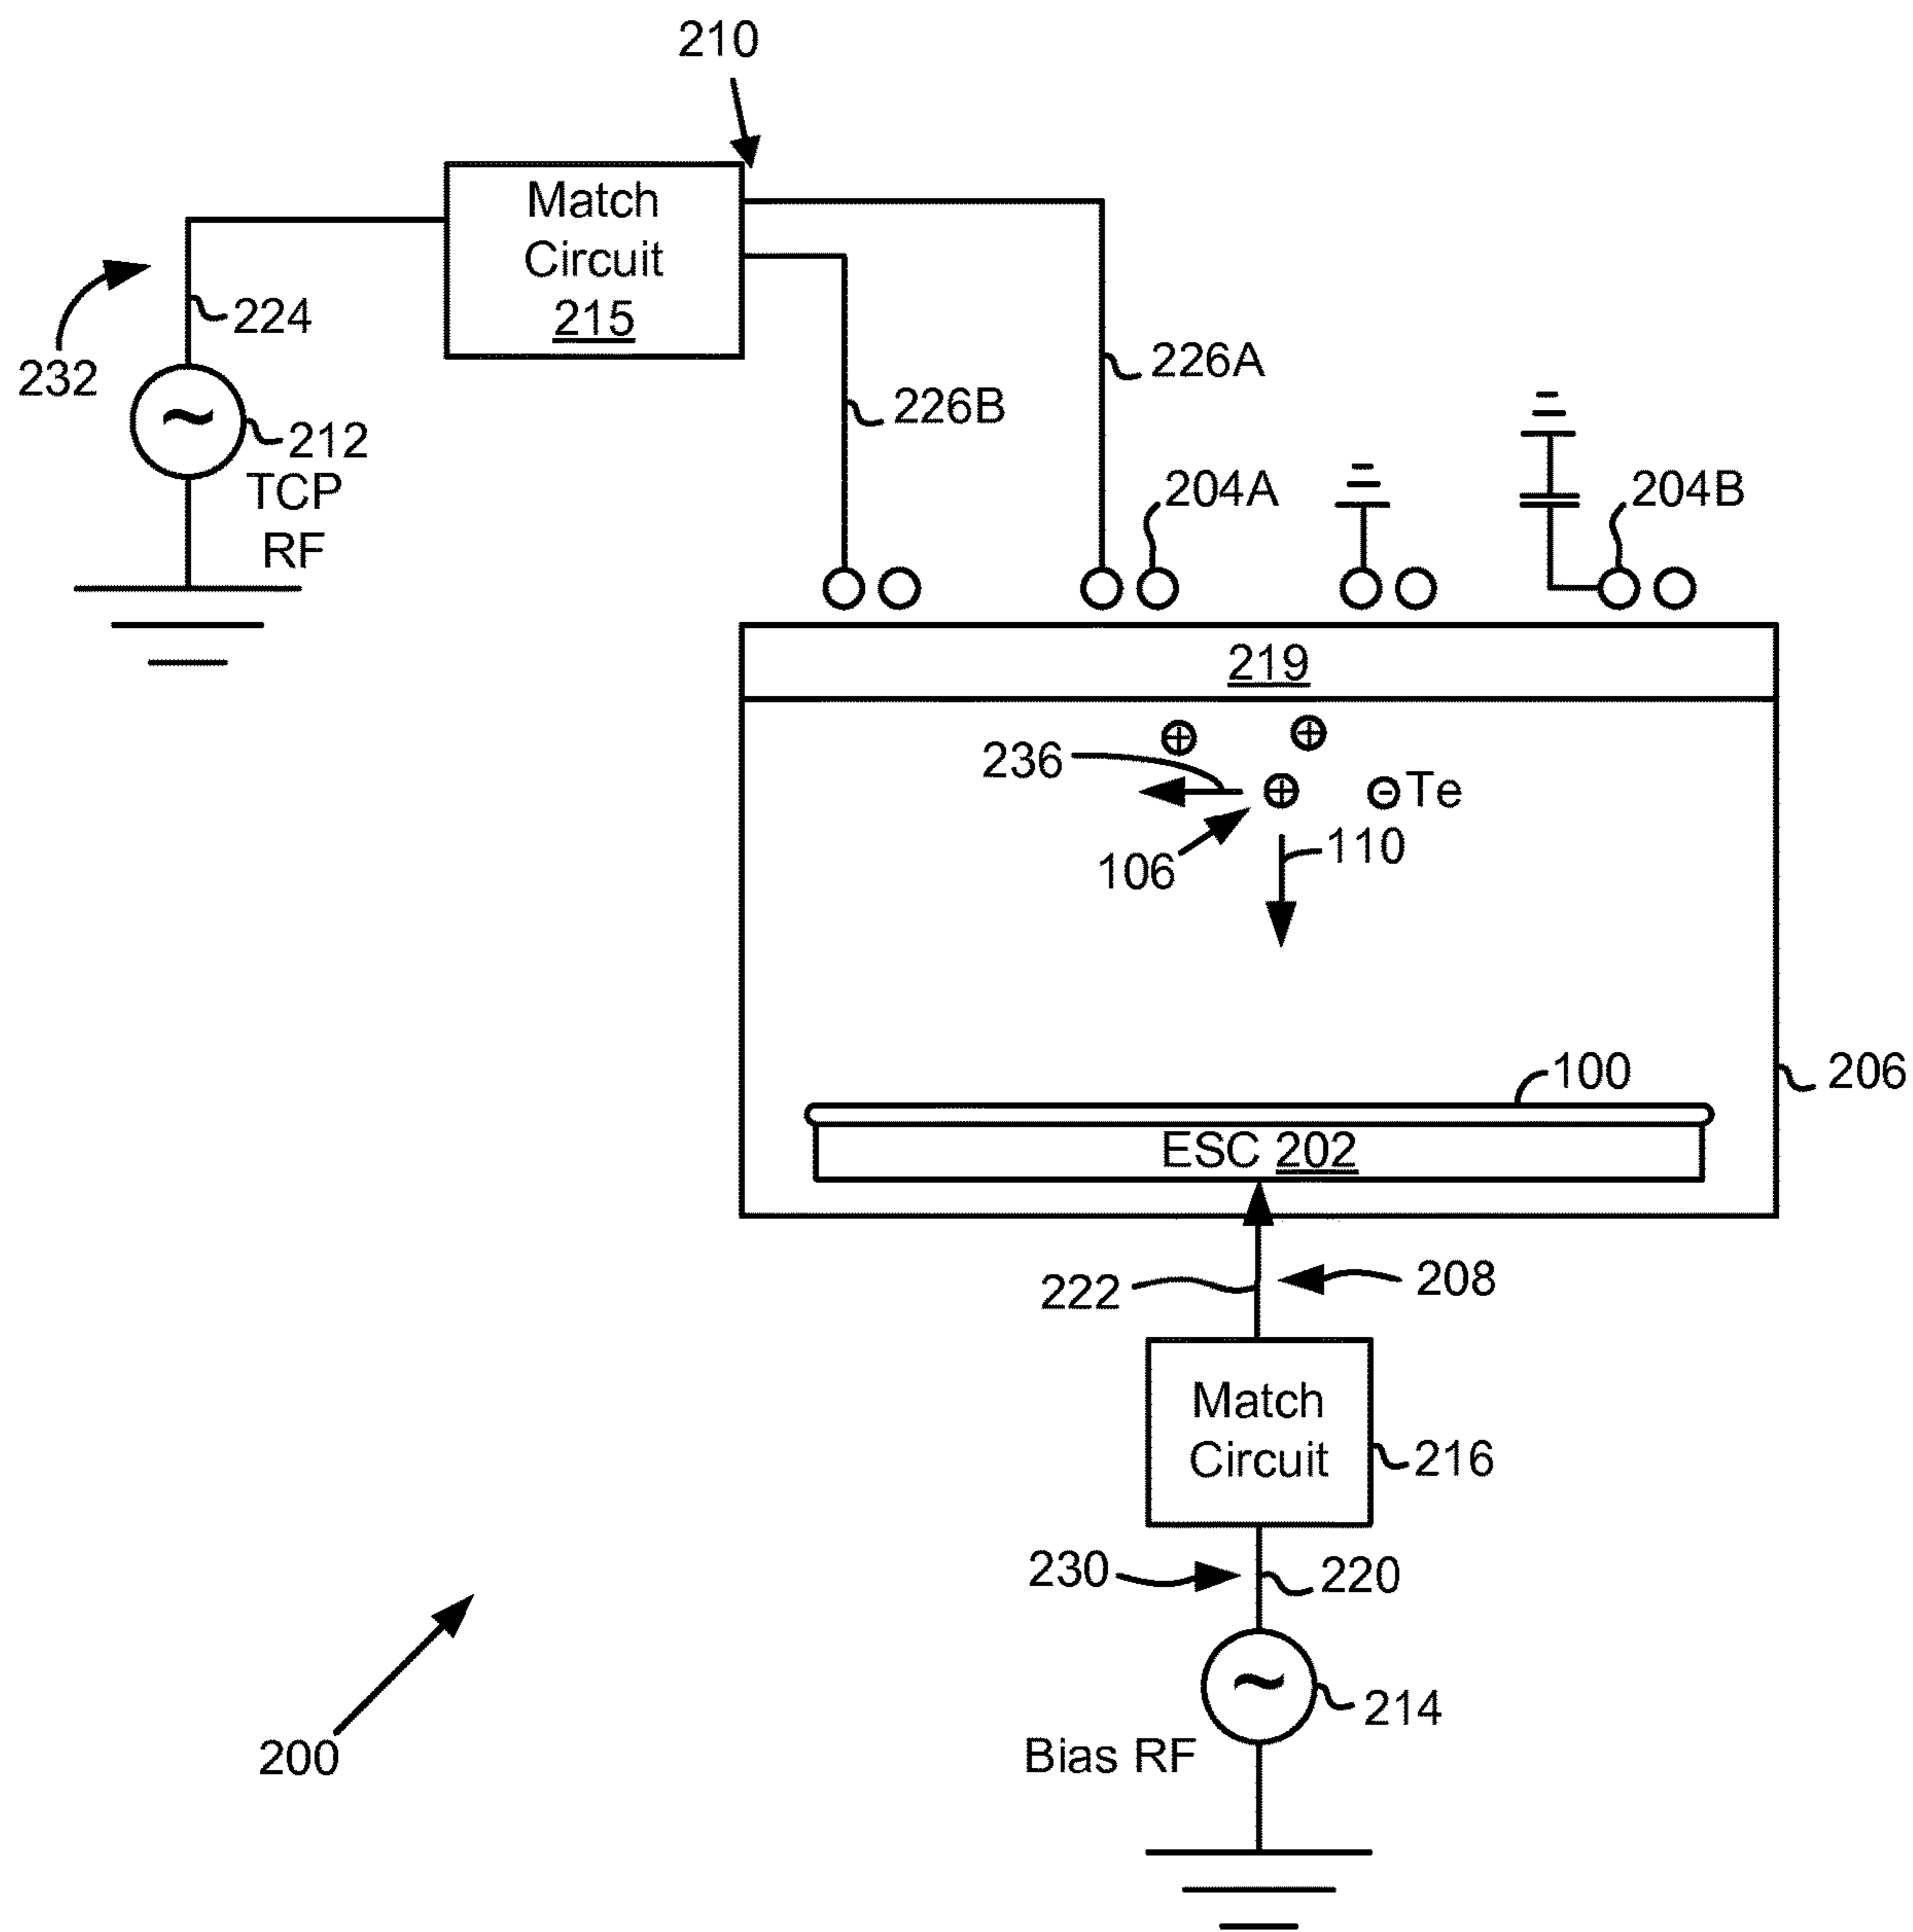 210
Match
Circuit
215
232
224
226A
226B
212
TCP
RF
204A
204B
219
236
Te
106
110
100
206
ESC 202
222
208
Match
Circuit
216
230
220
214
Bias RF
200